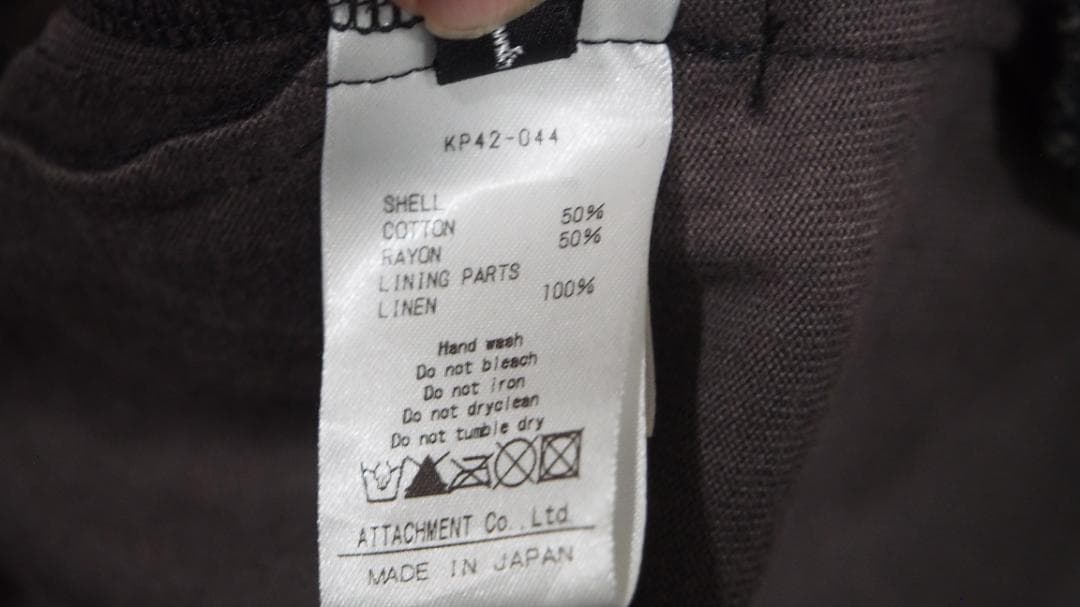 KP42-044
SHELL
COTTON 50%
RAYON 50%
LINING PARTS
LINEN 100%
Hand wash
Do not bleach
Do not iron
Do not dryclean
Do not tumble dry
ATTACHMENT Co.,Ltd
MADE IN JAPAN